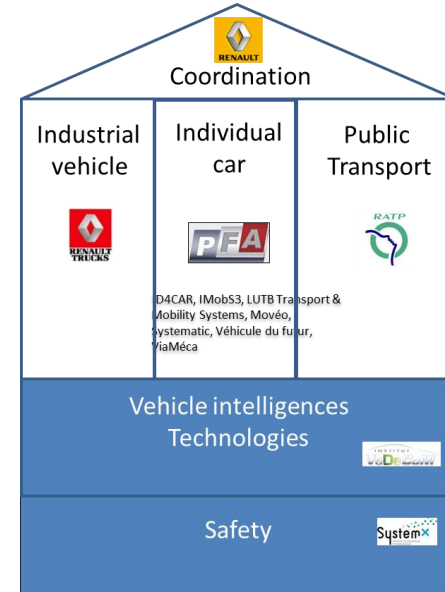 RENAULT
Coordination
Industrial
vehicle
Individual
car
Public
Transport
RENAULT
TRUCKS
PFA
RATP
ID4CAR, IMobS3, LUTB Transport &
Mobility Systems, Movéo,
Systematic, Véhicule du futur,
ViaMéca
Vehicle intelligences
Technologies
INSTITUT
VeDeCoM
Safety
SystemX